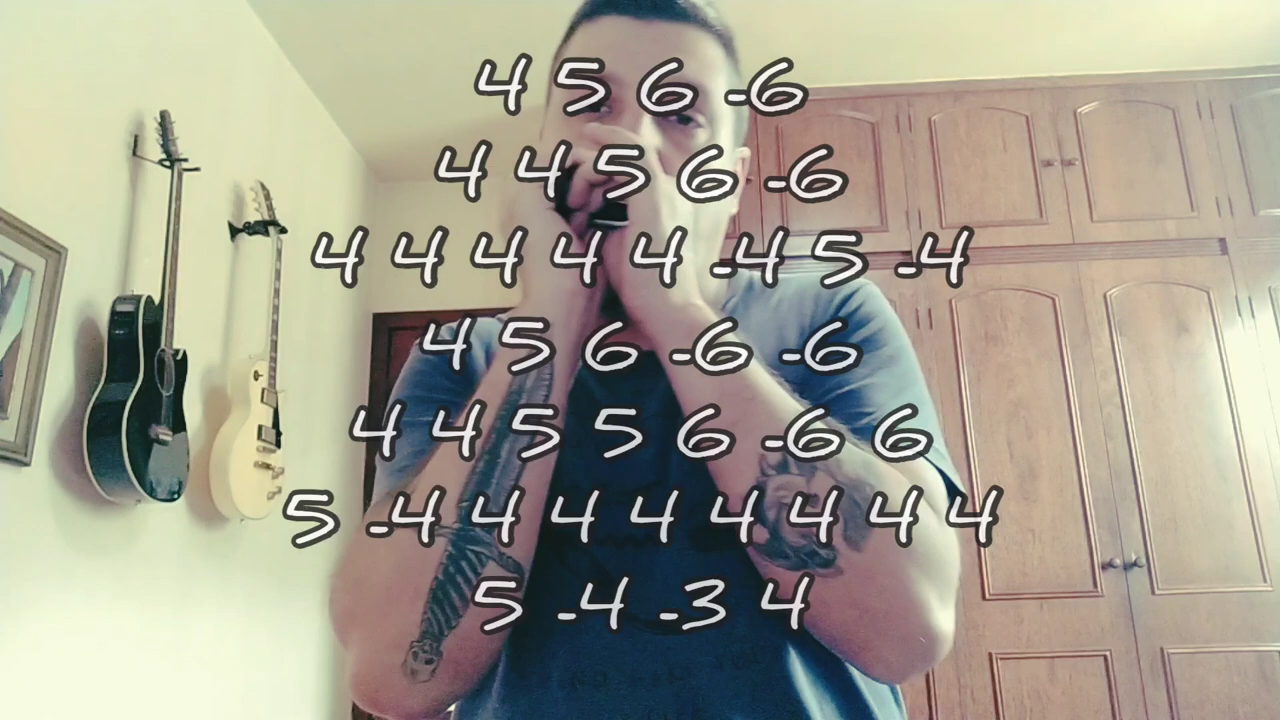 4 5 6 -6
4 4 5 6 -6
4 4 4 4 4 -4 5 -4
4 5 6 -6 -6
4 4 5 5 6 -6 6
5 -4 4 4 4 4 4 4 4
5 -4 -3 4